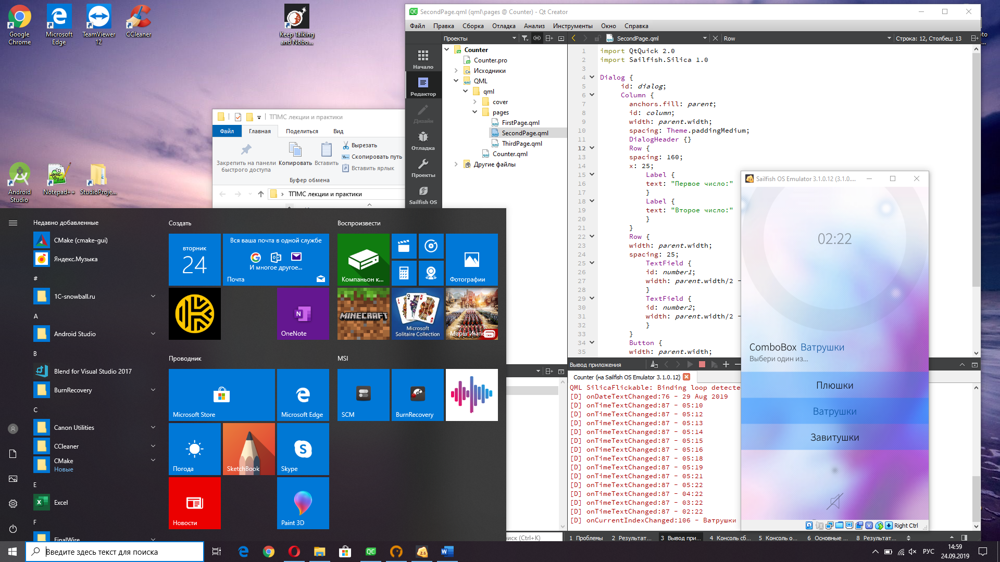 Google Chrome
Microsoft Edge
TeamViewer 12
CCleaner
Keep Talking and Nobo...
Android Studio
Notepad++
StudioProje...
ТПМС лекции и практики
Файл
Главная
Поделиться
Вид
Закрепить на панели быстрого доступа
Копировать
Вставить
Вырезать
Скопировать путь
Вставить ярлык
Буфер обмена
ТПМС лекции и практики
SecondPage.qml (qml\pages @ Counter) - Qt Creator
Файл Правка Сборка Отладка Анализ Инструменты Окно Справка
Начало
Редактор
Дизайн
Отладка
Проекты
Sailfish OS
Проекты
Counter
Counter.pro
Исходники
QML
qml
cover
pages
FirstPage.qml
SecondPage.qml
ThirdPage.qml
Counter.qml
Другие файлы
SecondPage.qml
Row
Строка: 12, Столбец: 13
1 import QtQuick 2.0
2 import Sailfish.Silica 1.0
3
4 Dialog {
5 id: dialog;
6 Column {
7 anchors.fill: parent;
8 id: column;
9 width: parent.width;
10 spacing: Theme.paddingMedium;
11 DialogHeader {}
12 Row {
13 spacing: 160;
14 x: 25;
15 Label {
16 text: "Первое число:"
17 }
18 Label {
19 text: "Второе число:"
20 }
21 }
22 Row {
23 width: parent.width;
24 spacing: 25;
25 TextField {
26 id: number1;
27 width: parent.width/2 -
28 }
29 TextField {
30 id: number2;
31 width: parent.width/2 -
32 }
33 }
34 Button {
35 width: parent.width;
Вывод приложения
Counter (на Sailfish OS Emulator 3.1.0.12)
QML SilicaFlickable: Binding loop detecte
[D] onDateTextChanged:76 - 29 Aug 2019
[D] onTimeTextChanged:87 - 05:10
[D] onTimeTextChanged:87 - 05:12
[D] onTimeTextChanged:87 - 05:13
[D] onTimeTextChanged:87 - 05:14
[D] onTimeTextChanged:87 - 05:15
[D] onTimeTextChanged:87 - 05:16
[D] onTimeTextChanged:87 - 05:18
[D] onTimeTextChanged:87 - 05:19
[D] onTimeTextChanged:87 - 05:21
[D] onTimeTextChanged:87 - 05:22
[D] onTimeTextChanged:87 - 04:22
[D] onTimeTextChanged:87 - 03:22
[D] onTimeTextChanged:87 - 02:22
[D] onCurrentIndexChanged:106 - Ватрушки
1 Проблемы 2 Результат... 3 Вывод при... 4 Консоль сб... 5 Консоль о... 6 Основные ... 8 Результат...
Sailfish OS Emulator 3.1.0.12 (3.1.0....
02:22
ComboBox Ватрушки
Выбери один из...
Плюшки
Ватрушки
Завитушки
Right Ctrl
Недавно добавленные
CMake (cmake-gui)
Яндекс.Музыка
#
1C-snowball.ru
A
Android Studio
B
Blend for Visual Studio 2017
BurnRecovery
C
Canon Utilities
CCleaner
CMake
Новые
E
Excel
F
FinalWire
Создать
вторник
24
Вся ваша почта в одной службе
И многое другое...
Почта
OneNote
Проводник
Microsoft Store
Microsoft Edge
Погода
SketchBook
Skype
Новости
Paint 3D
Воспроизвести
Компаньон к...
Фотографии
MINECRAFT
Microsoft Solitaire Collection
Марш Импе
MSI
SCM
BurnRecovery
Введите здесь текст для поиска
РУС
14:59
24.09.2019